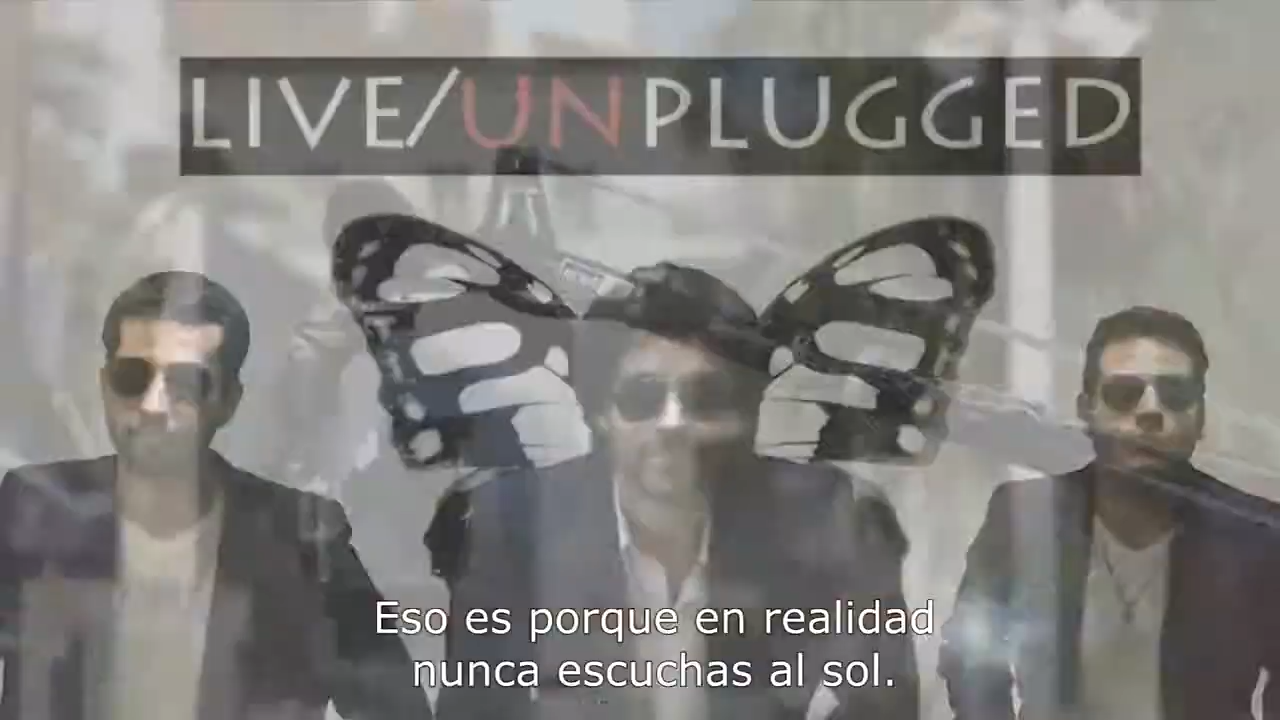 LIVE/UNPLUGGED
Eso es porque en realidad
nunca escuchas al sol.